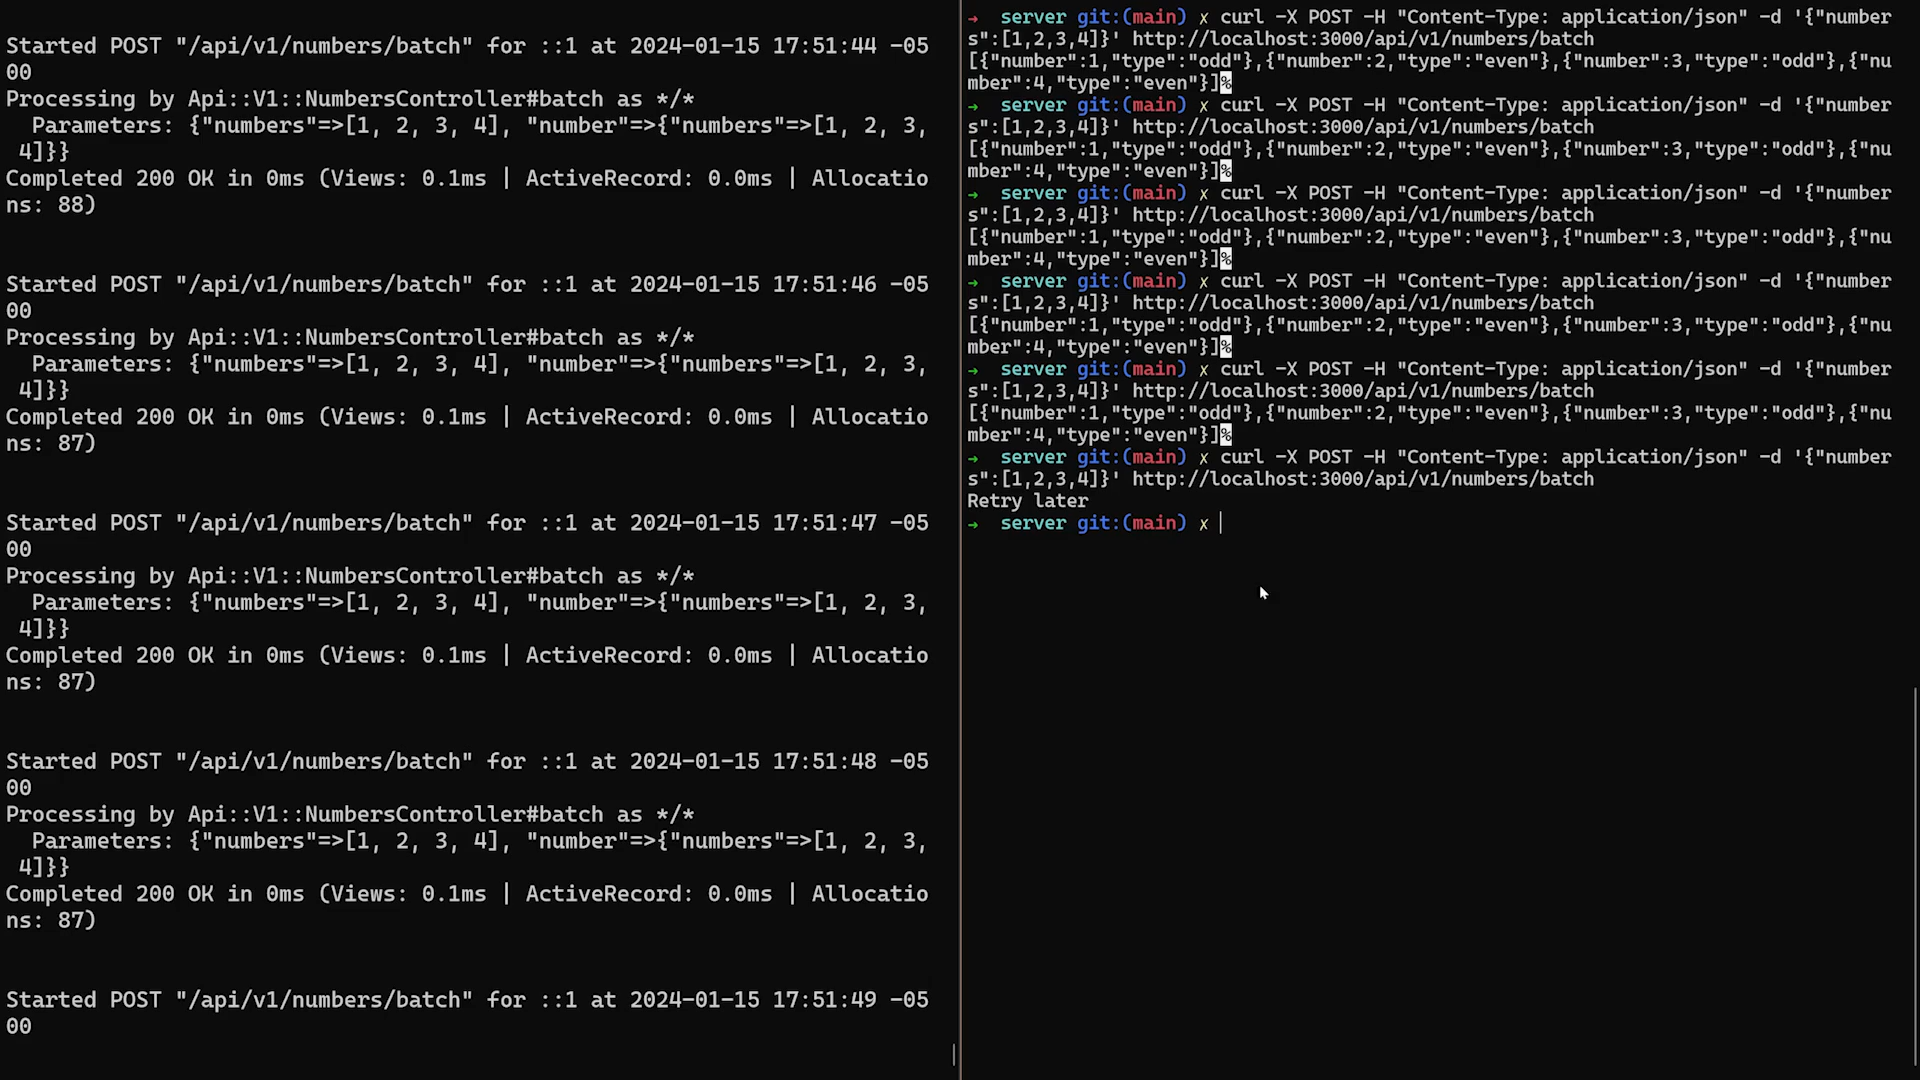 Started POST "/api/v1/numbers/batch" for ::1 at 2024-01-15 17:51:44 -05
00
Processing by Api::V1::NumbersController#batch as */*
  Parameters: {"numbers"=>[1, 2, 3, 4], "number"=>{"numbers"=>[1, 2, 3,
 4]}}
Completed 200 OK in 0ms (Views: 0.1ms | ActiveRecord: 0.0ms | Allocatio
ns: 88)
Started POST "/api/v1/numbers/batch" for ::1 at 2024-01-15 17:51:46 -05
00
Processing by Api::V1::NumbersController#batch as */*
  Parameters: {"numbers"=>[1, 2, 3, 4], "number"=>{"numbers"=>[1, 2, 3,
 4]}}
Completed 200 OK in 0ms (Views: 0.1ms | ActiveRecord: 0.0ms | Allocatio
ns: 87)
Started POST "/api/v1/numbers/batch" for ::1 at 2024-01-15 17:51:47 -05
00
Processing by Api::V1::NumbersController#batch as */*
  Parameters: {"numbers"=>[1, 2, 3, 4], "number"=>{"numbers"=>[1, 2, 3,
 4]}}
Completed 200 OK in 0ms (Views: 0.1ms | ActiveRecord: 0.0ms | Allocatio
ns: 87)
Started POST "/api/v1/numbers/batch" for ::1 at 2024-01-15 17:51:48 -05
00
Processing by Api::V1::NumbersController#batch as */*
  Parameters: {"numbers"=>[1, 2, 3, 4], "number"=>{"numbers"=>[1, 2, 3,
 4]}}
Completed 200 OK in 0ms (Views: 0.1ms | ActiveRecord: 0.0ms | Allocatio
ns: 87)
Started POST "/api/v1/numbers/batch" for ::1 at 2024-01-15 17:51:49 -05
00
→  server git:(main) ✗ curl -X POST -H "Content-Type: application/json" -d '{"number
s":[1,2,3,4]}' http://localhost:3000/api/v1/numbers/batch
[{"number":1,"type":"odd"},{"number":2,"type":"even"},{"number":3,"type":"odd"},{"nu
mber":4,"type":"even"}]%
→  server git:(main) ✗ curl -X POST -H "Content-Type: application/json" -d '{"number
s":[1,2,3,4]}' http://localhost:3000/api/v1/numbers/batch
[{"number":1,"type":"odd"},{"number":2,"type":"even"},{"number":3,"type":"odd"},{"nu
mber":4,"type":"even"}]%
→  server git:(main) ✗ curl -X POST -H "Content-Type: application/json" -d '{"number
s":[1,2,3,4]}' http://localhost:3000/api/v1/numbers/batch
[{"number":1,"type":"odd"},{"number":2,"type":"even"},{"number":3,"type":"odd"},{"nu
mber":4,"type":"even"}]%
→  server git:(main) ✗ curl -X POST -H "Content-Type: application/json" -d '{"number
s":[1,2,3,4]}' http://localhost:3000/api/v1/numbers/batch
[{"number":1,"type":"odd"},{"number":2,"type":"even"},{"number":3,"type":"odd"},{"nu
mber":4,"type":"even"}]%
→  server git:(main) ✗ curl -X POST -H "Content-Type: application/json" -d '{"number
s":[1,2,3,4]}' http://localhost:3000/api/v1/numbers/batch
[{"number":1,"type":"odd"},{"number":2,"type":"even"},{"number":3,"type":"odd"},{"nu
mber":4,"type":"even"}]%
→  server git:(main) ✗ curl -X POST -H "Content-Type: application/json" -d '{"number
s":[1,2,3,4]}' http://localhost:3000/api/v1/numbers/batch
Retry later
→  server git:(main) ✗